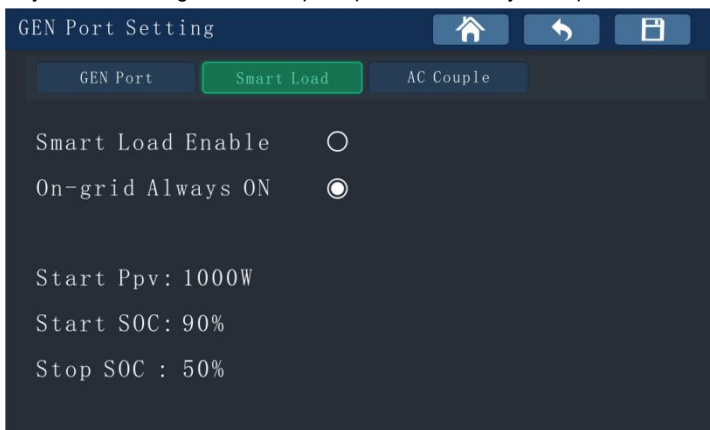 GEN Port Setting
GEN Port Smart Load AC Couple
Smart Load Enable
On-grid Always ON
Start Ppv: 1000W
Start SOC: 90%
Stop SOC : 50%